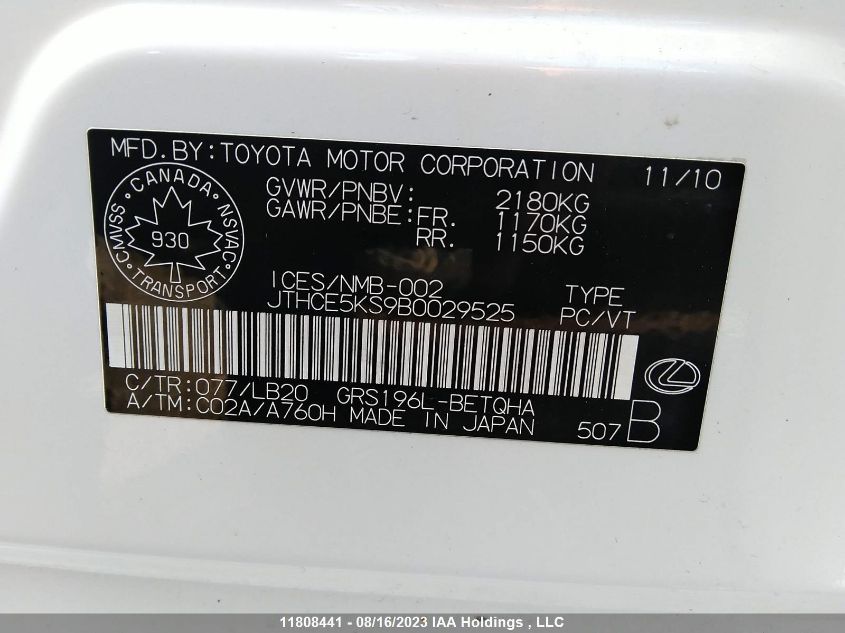 MFD.BY:TOYOTA MOTOR CORPORATION 11/10
GVWR/PNBV: 2180KG
GAWR/PNBE:FR. 1170KG
RR. 1150KG
CANADA
CMVSS NSVAC
930
TRANSPORT
ICES/NMB-002
JTHCE5KS9B0029525
TYPE
PC/VT
C/TR:077/LB20 GRS196L-BETQHA
A/TM:C02A/A760H MADE IN JAPAN
507 B
11808441 - 08/16/2023 IAA Holdings , LLC